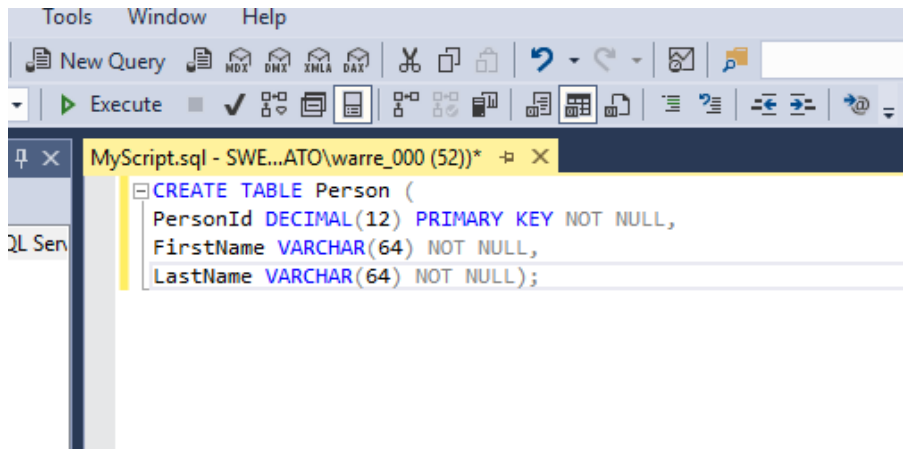 Tools Window Help
New Query MDX DMX XMLA DAX
Execute
MyScript.sql - SWE...ATO\warre_000 (52))*
CREATE TABLE Person (
PersonId DECIMAL(12) PRIMARY KEY NOT NULL,
QL Serv
FirstName VARCHAR(64) NOT NULL,
LastName VARCHAR(64) NOT NULL);